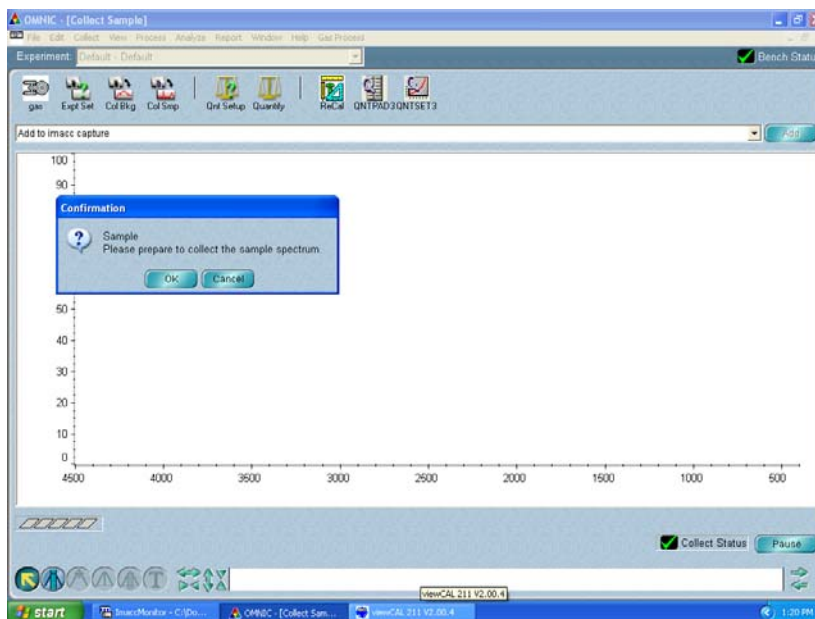 OMNIC - [Collect Sample]
File Edit Collect View Process Analyze Report Window Help Gas Process
Experiment: Default - Default
Bench Statu
gas Expt Set Col Bkg Col Smp Qnt Setup Quantify ReCal QNTPAD3 QNTSET3
Add to imacc capture
Add
100
90
Confirmation
Sample
Please prepare to collect the sample spectrum.
OK Cancel
50
40
30
20
10
0
4500 4000 3500 3000 2500 2000 1500 1000 500
Collect Status Pause
T
viewCAL 211 V2.00.4
start ImaccMonitor - C:\Do... OMNIC - [Collect Sam... viewCAL 211 V2.00.4 1:20 PM